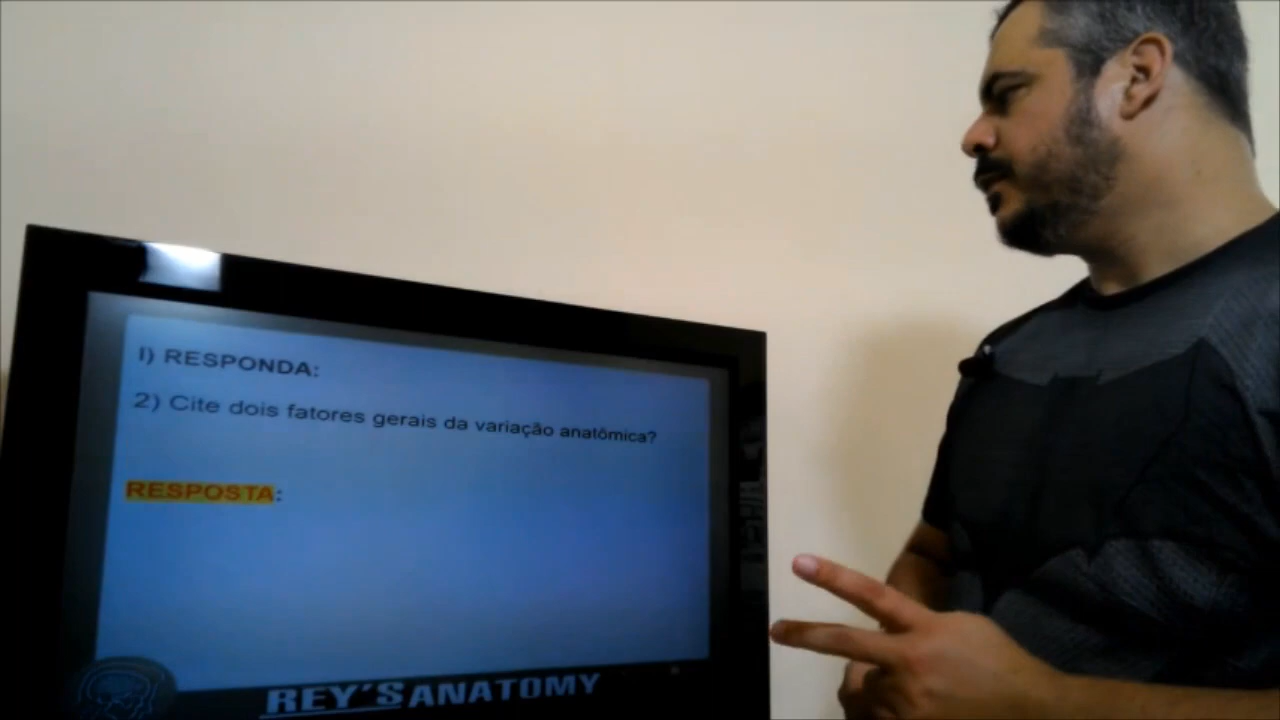 I) RESPONDA:
2) Cite dois fatores gerais da variação anatômica?
RESPOSTA:
REY'S ANATOMY